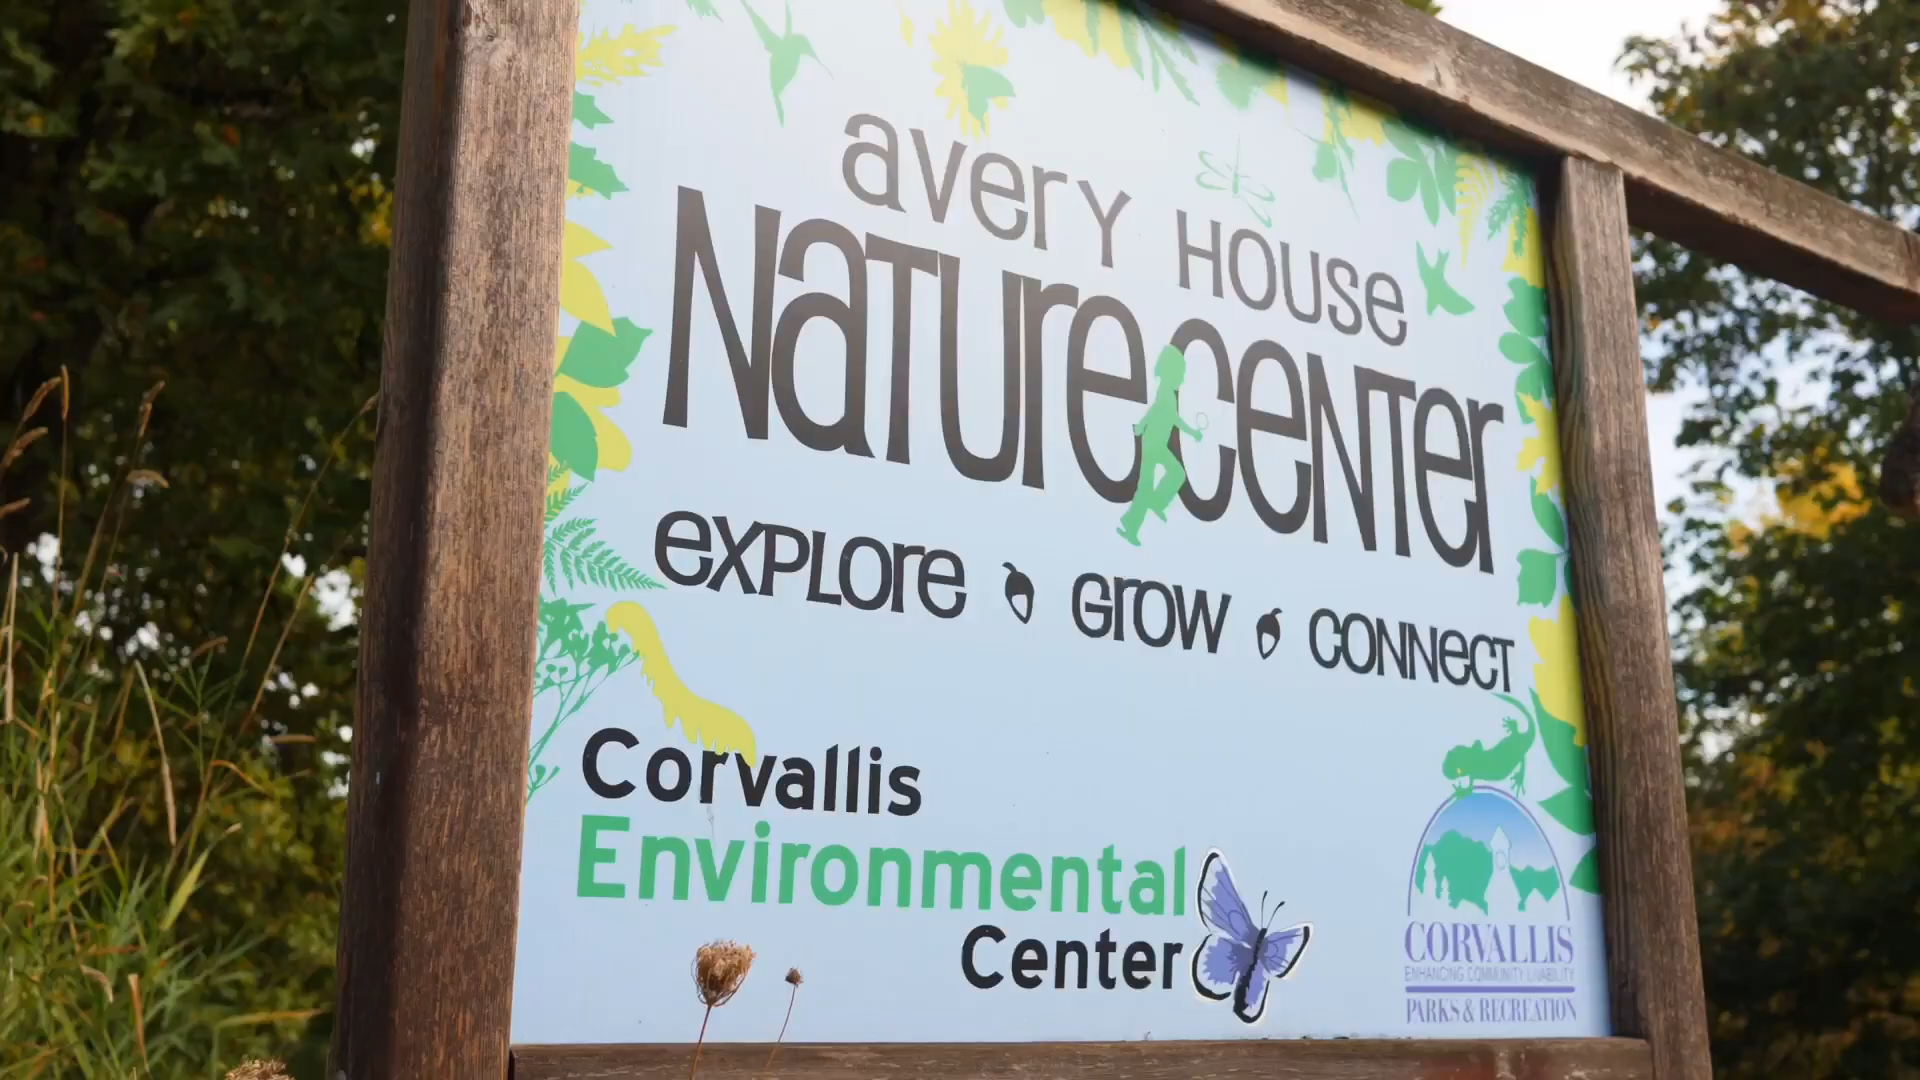 avery House
Nature center
explore Grow connect
Corvallis
Environmental
Center
CORVALLIS
ENHANCING COMMUNITY LIVABILITY
PARKS & RECREATION